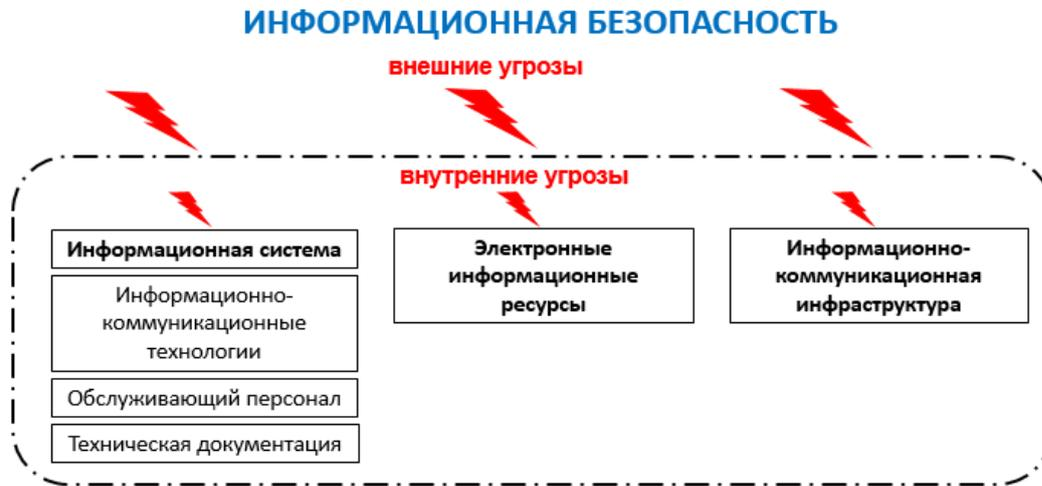 ИНФОРМАЦИОННАЯ БЕЗОПАСНОСТЬ
внешние угрозы
внутренние угрозы
Информационная система
Информационно-
коммуникационные
технологии
Обслуживающий персонал
Техническая документация
Электронные
информационные
ресурсы
Информационно-
коммуникационная
инфраструктура